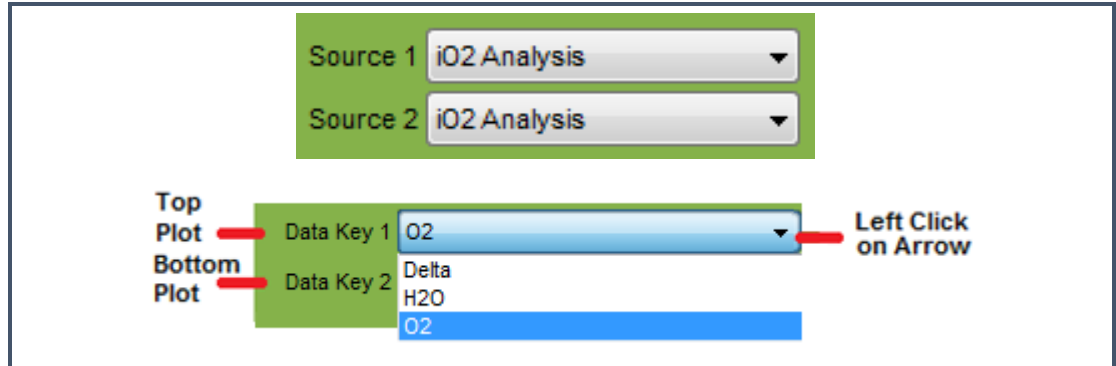 Source 1 iO2 Analysis
Source 2 iO2 Analysis
Top
Plot
Data Key 1 O2
Left Click
on Arrow
Bottom
Plot
Data Key 2
Delta
H2O
O2